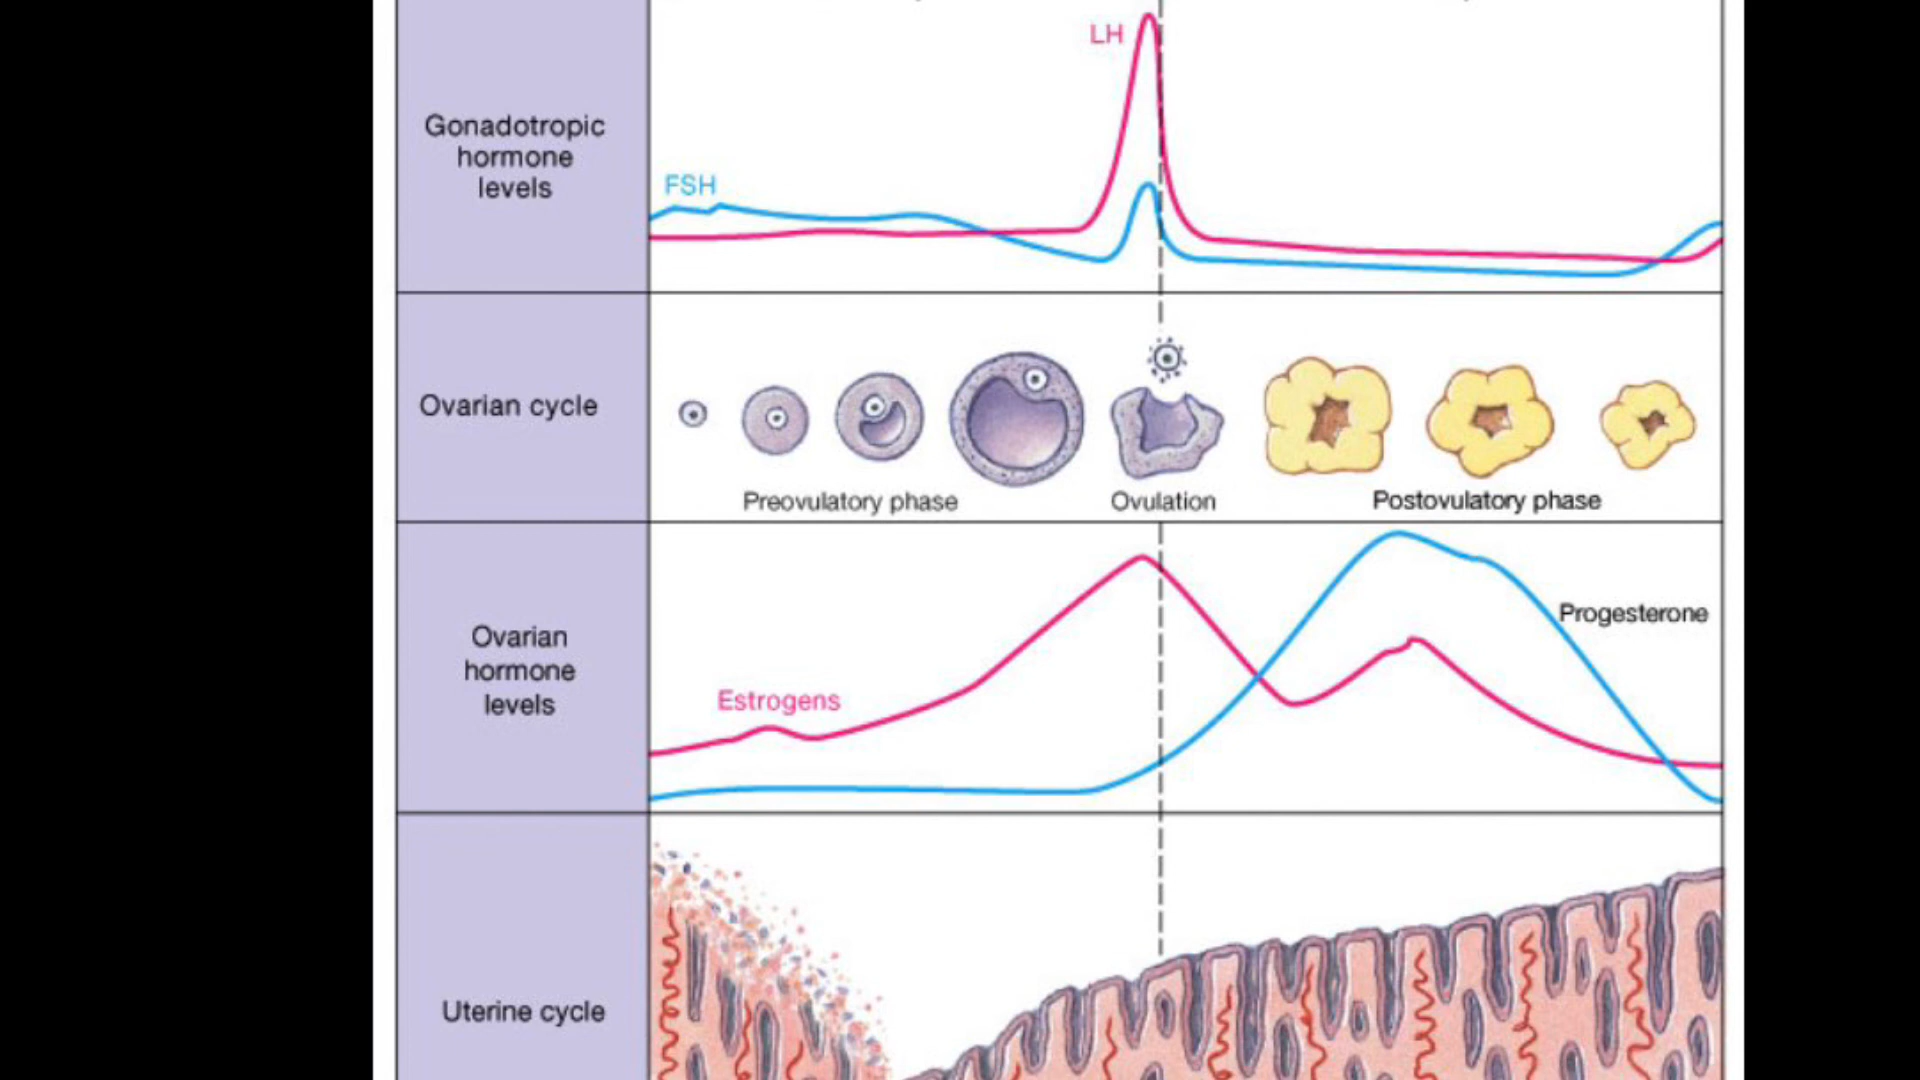 LH
Gonadotropic
hormone
levels
FSH
Ovarian cycle
Preovulatory phase
Ovulation
Postovulatory phase
Ovarian
hormone
levels
Progesterone
Estrogens
Uterine cycle